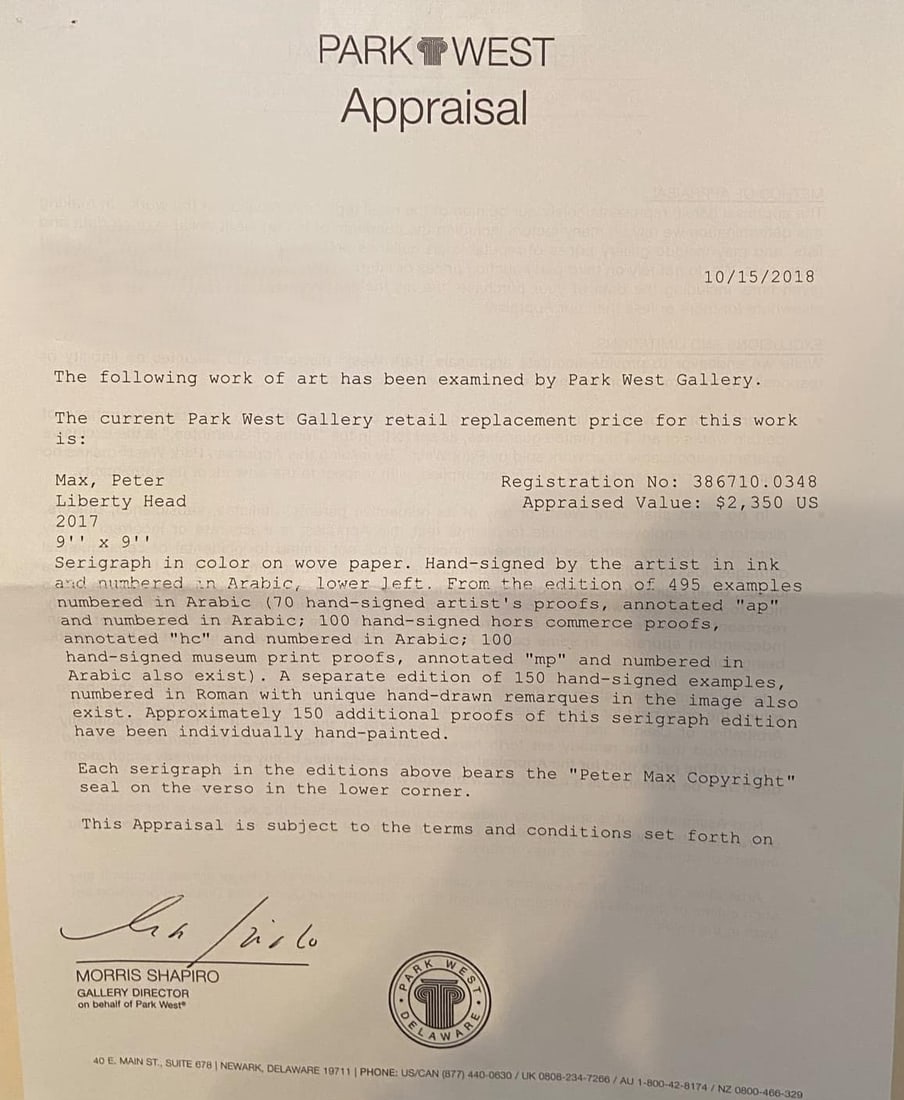 PARK WEST
Appraisal
10/15/2018
The following work of art has been examined by Park West Gallery.
The current Park West Gallery retail replacement price for this work
is:
Max, Peter
Registration No: 386710.0348
Liberty Head
Appraised Value: $2,350 US
2017
9'' x 9''
Serigraph in color on wove paper. Hand-signed by the artist in ink
and numbered in Arabic, lower left. From the edition of 495 examples
numbered in Arabic (70 hand-signed artist's proofs, annotated "ap"
and numbered in Arabic; 100 hand-signed hors commerce proofs,
annotated "hc" and numbered in Arabic; 100
hand-signed museum print proofs, annotated "mp" and numbered in
Arabic also exist). A separate edition of 150 hand-signed examples,
numbered in Roman with unique hand-drawn remarques in the image also
exist. Approximately 150 additional proofs of this serigraph edition
have been individually hand-painted.
Each serigraph in the editions above bears the "Peter Max Copyright"
seal on the verso in the lower corner.
This Appraisal is subject to the terms and conditions set forth on
MORRIS SHAPIRO
GALLERY DIRECTOR
on behalf of Park West®
PARK WEST
DELAWARE
40 E. MAIN ST., SUITE 678 | NEWARK, DELAWARE 19711 | PHONE: US/CAN (877) 440-0630 / UK 0808-234-7266 / AU 1-800-42-8174 / NZ 0800-466-329